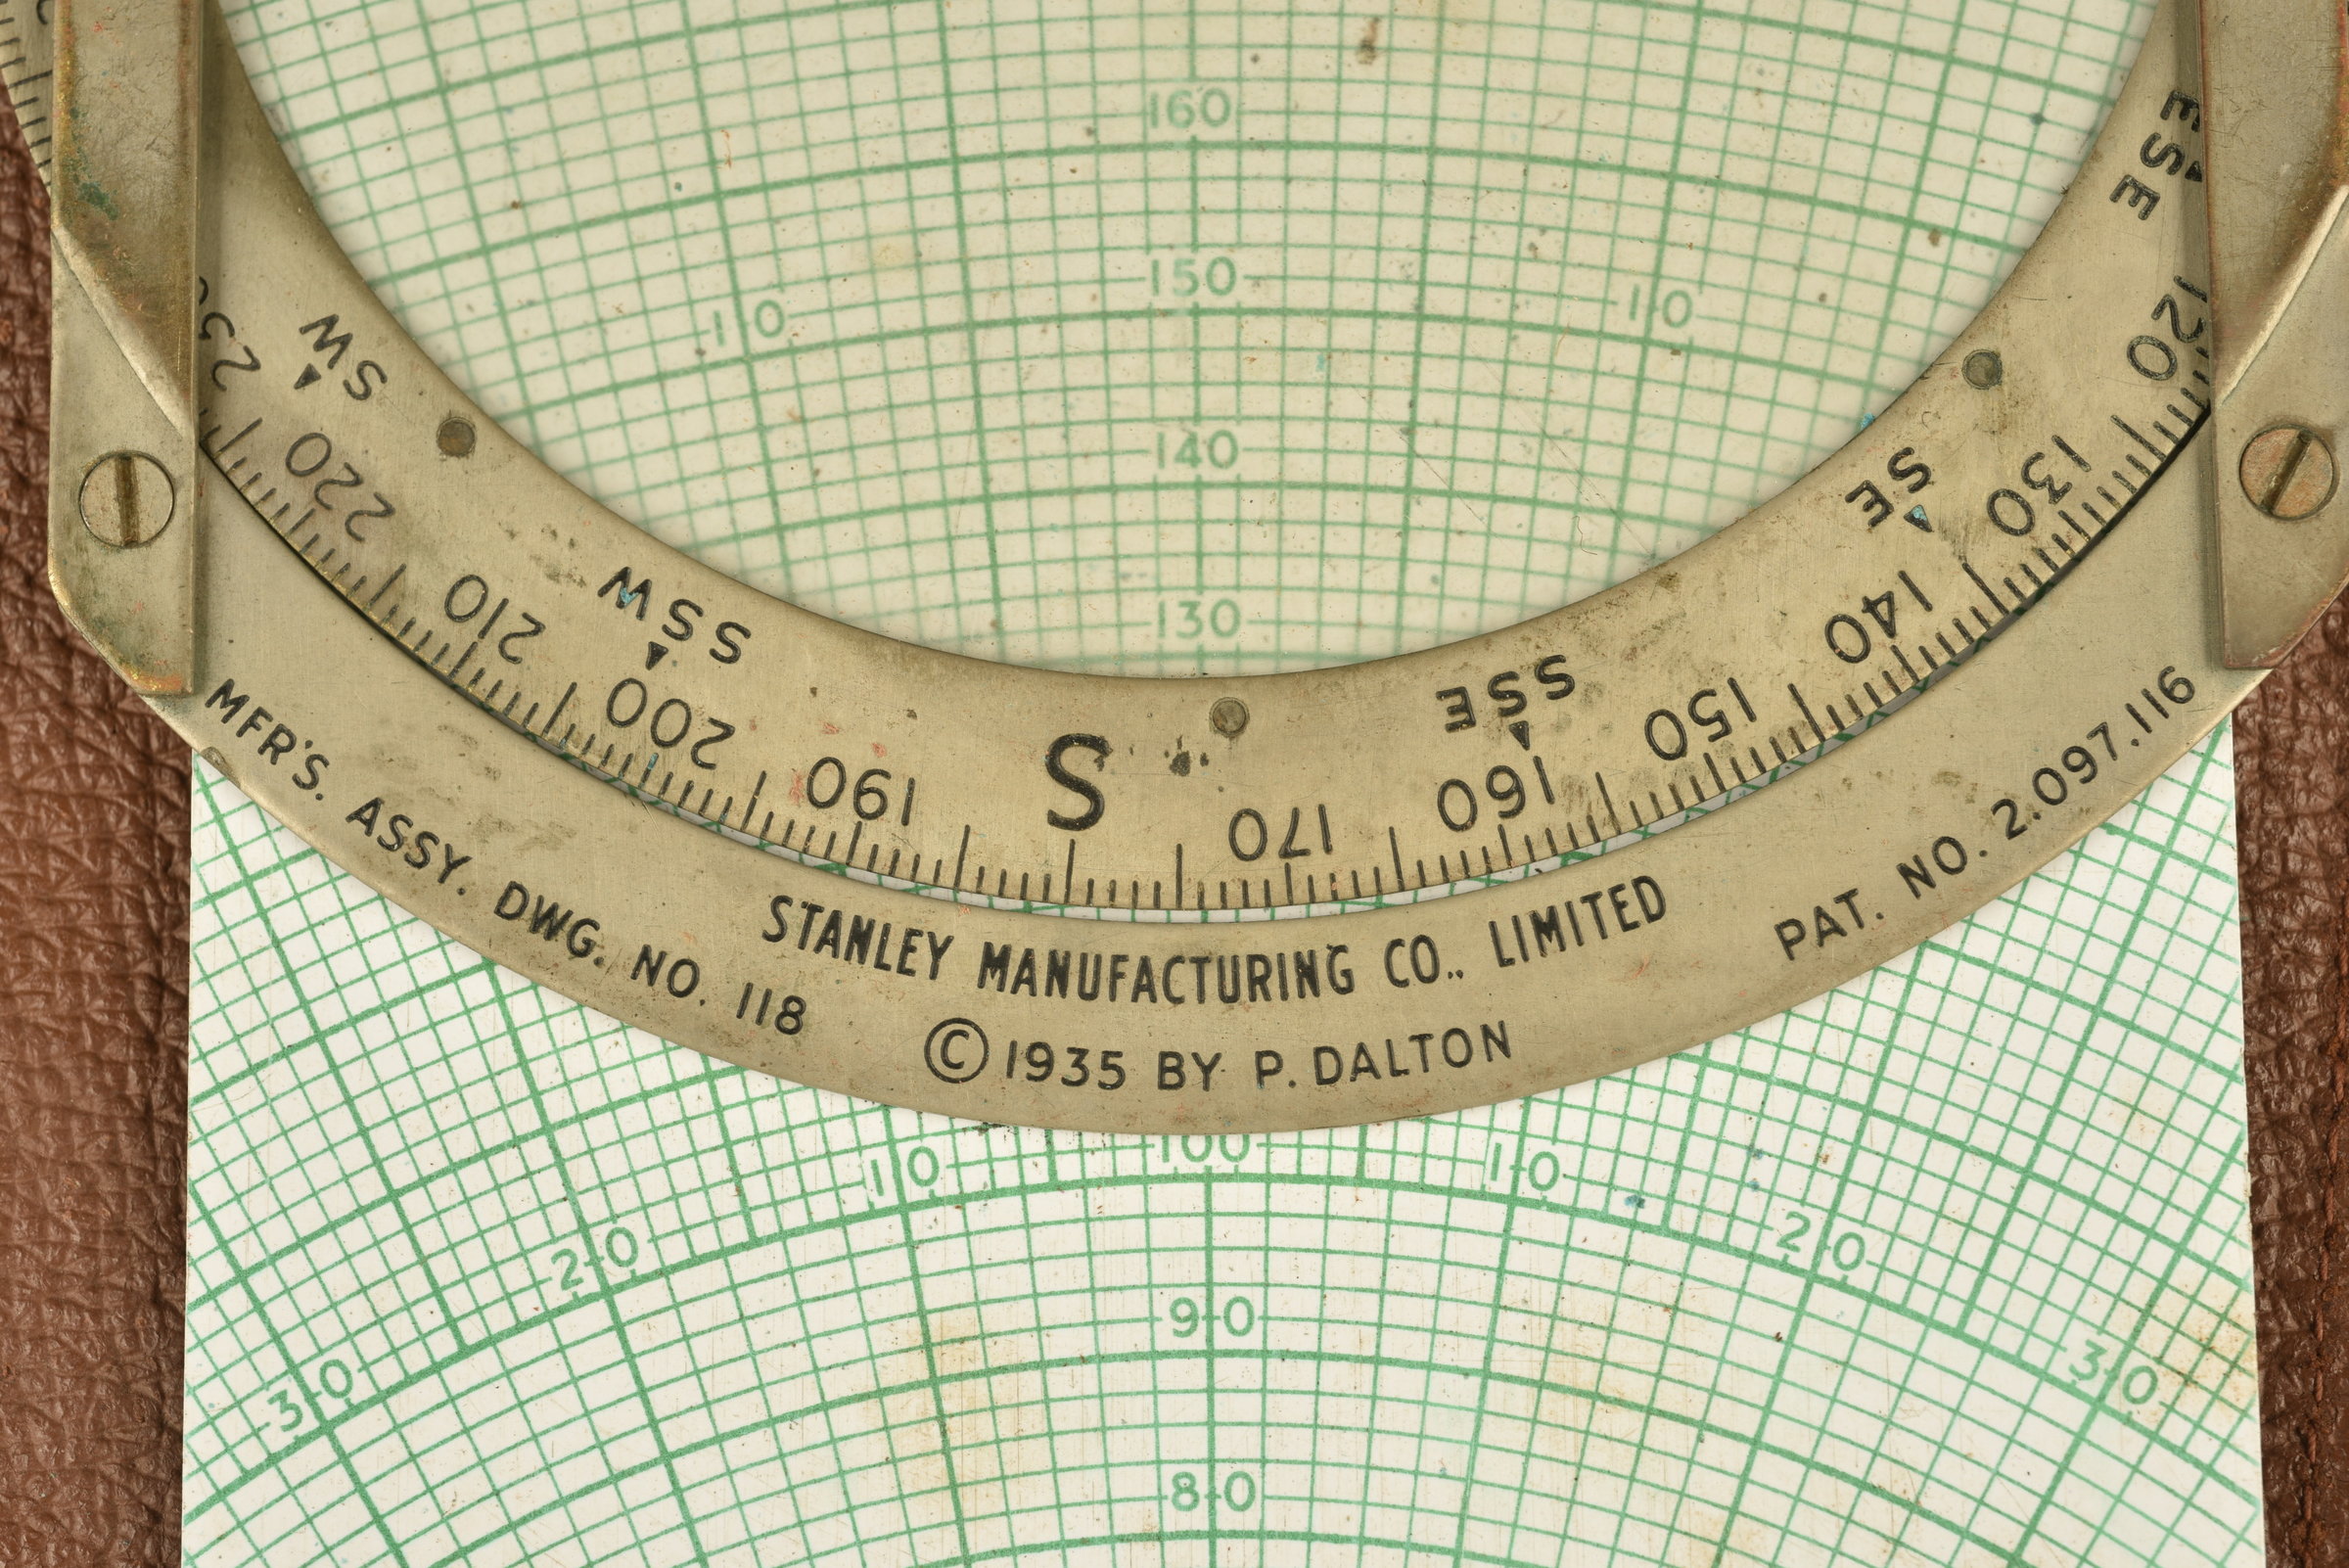 160
150
10 10
140
130
ESE
120
SE
130
140
SSE
150
160
170
S
190
SSW
200
210
SW
220
MFR'S. ASSY. DWG. NO. 118
STANLEY MANUFACTURING CO., LIMITED
PAT. NO. 2.097.116
© 1935 BY P. DALTON
10 100 10
20 20
30 30
90
80